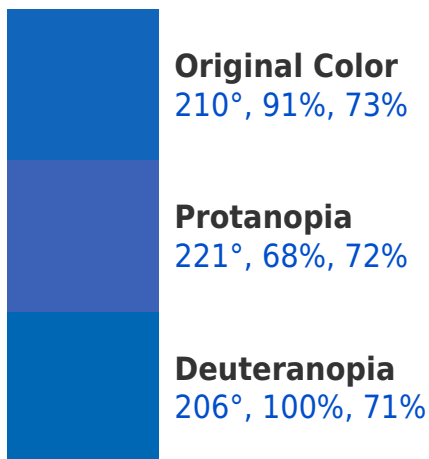 Original Color
210°, 91%, 73%
Protanopia
221°, 68%, 72%
Deuteranopia
206°, 100%, 71%